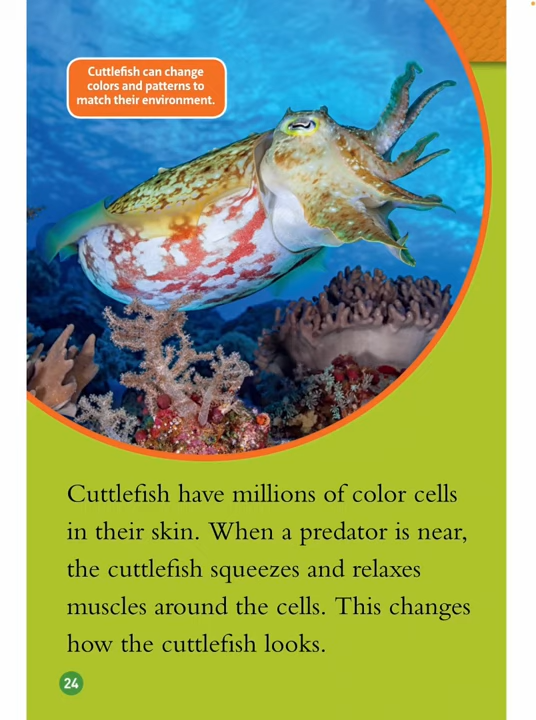 Cuttlefish can change
colors and patterns to
match their environment.
Cuttlefish have millions of color cells
in their skin. When a predator is near,
the cuttlefish squeezes and relaxes
muscles around the cells. This changes
how the cuttlefish looks.
24